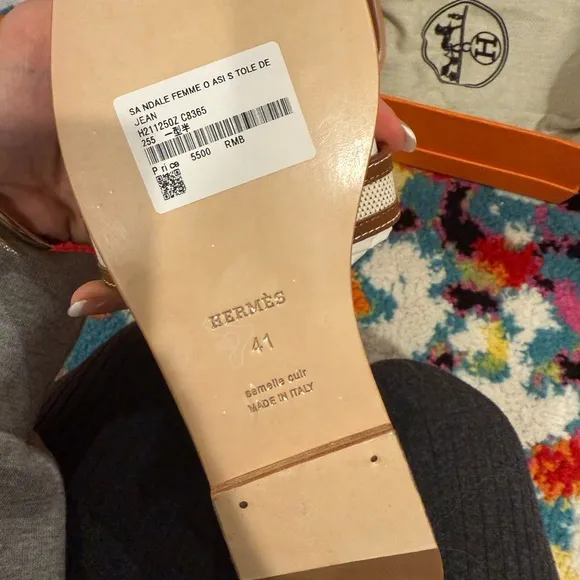 SA NDALE FEMME O ASI S TOLE DE
JEAN
H211250Z C8365
255 一型半
Price 5500 RMB
HERMÈS
41
semelle cuir
MADE IN ITALY
H